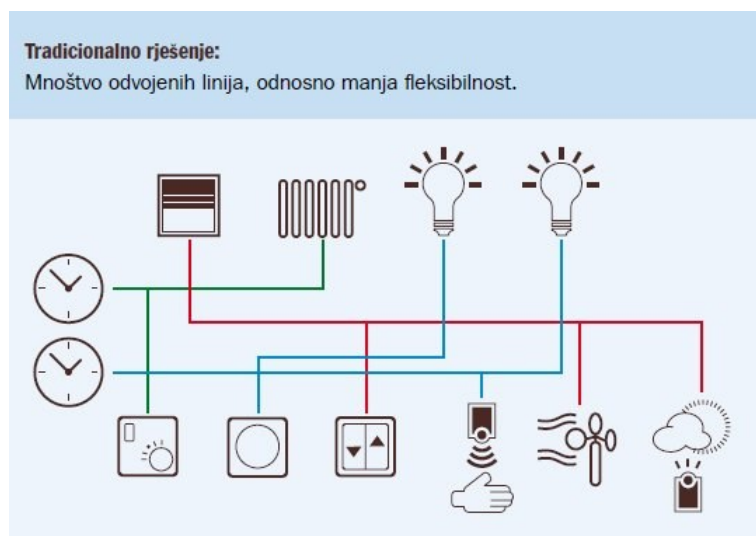 Tradicionalno rješenje:
Mnoštvo odvojenih linija, odnosno manja fleksibilnost.